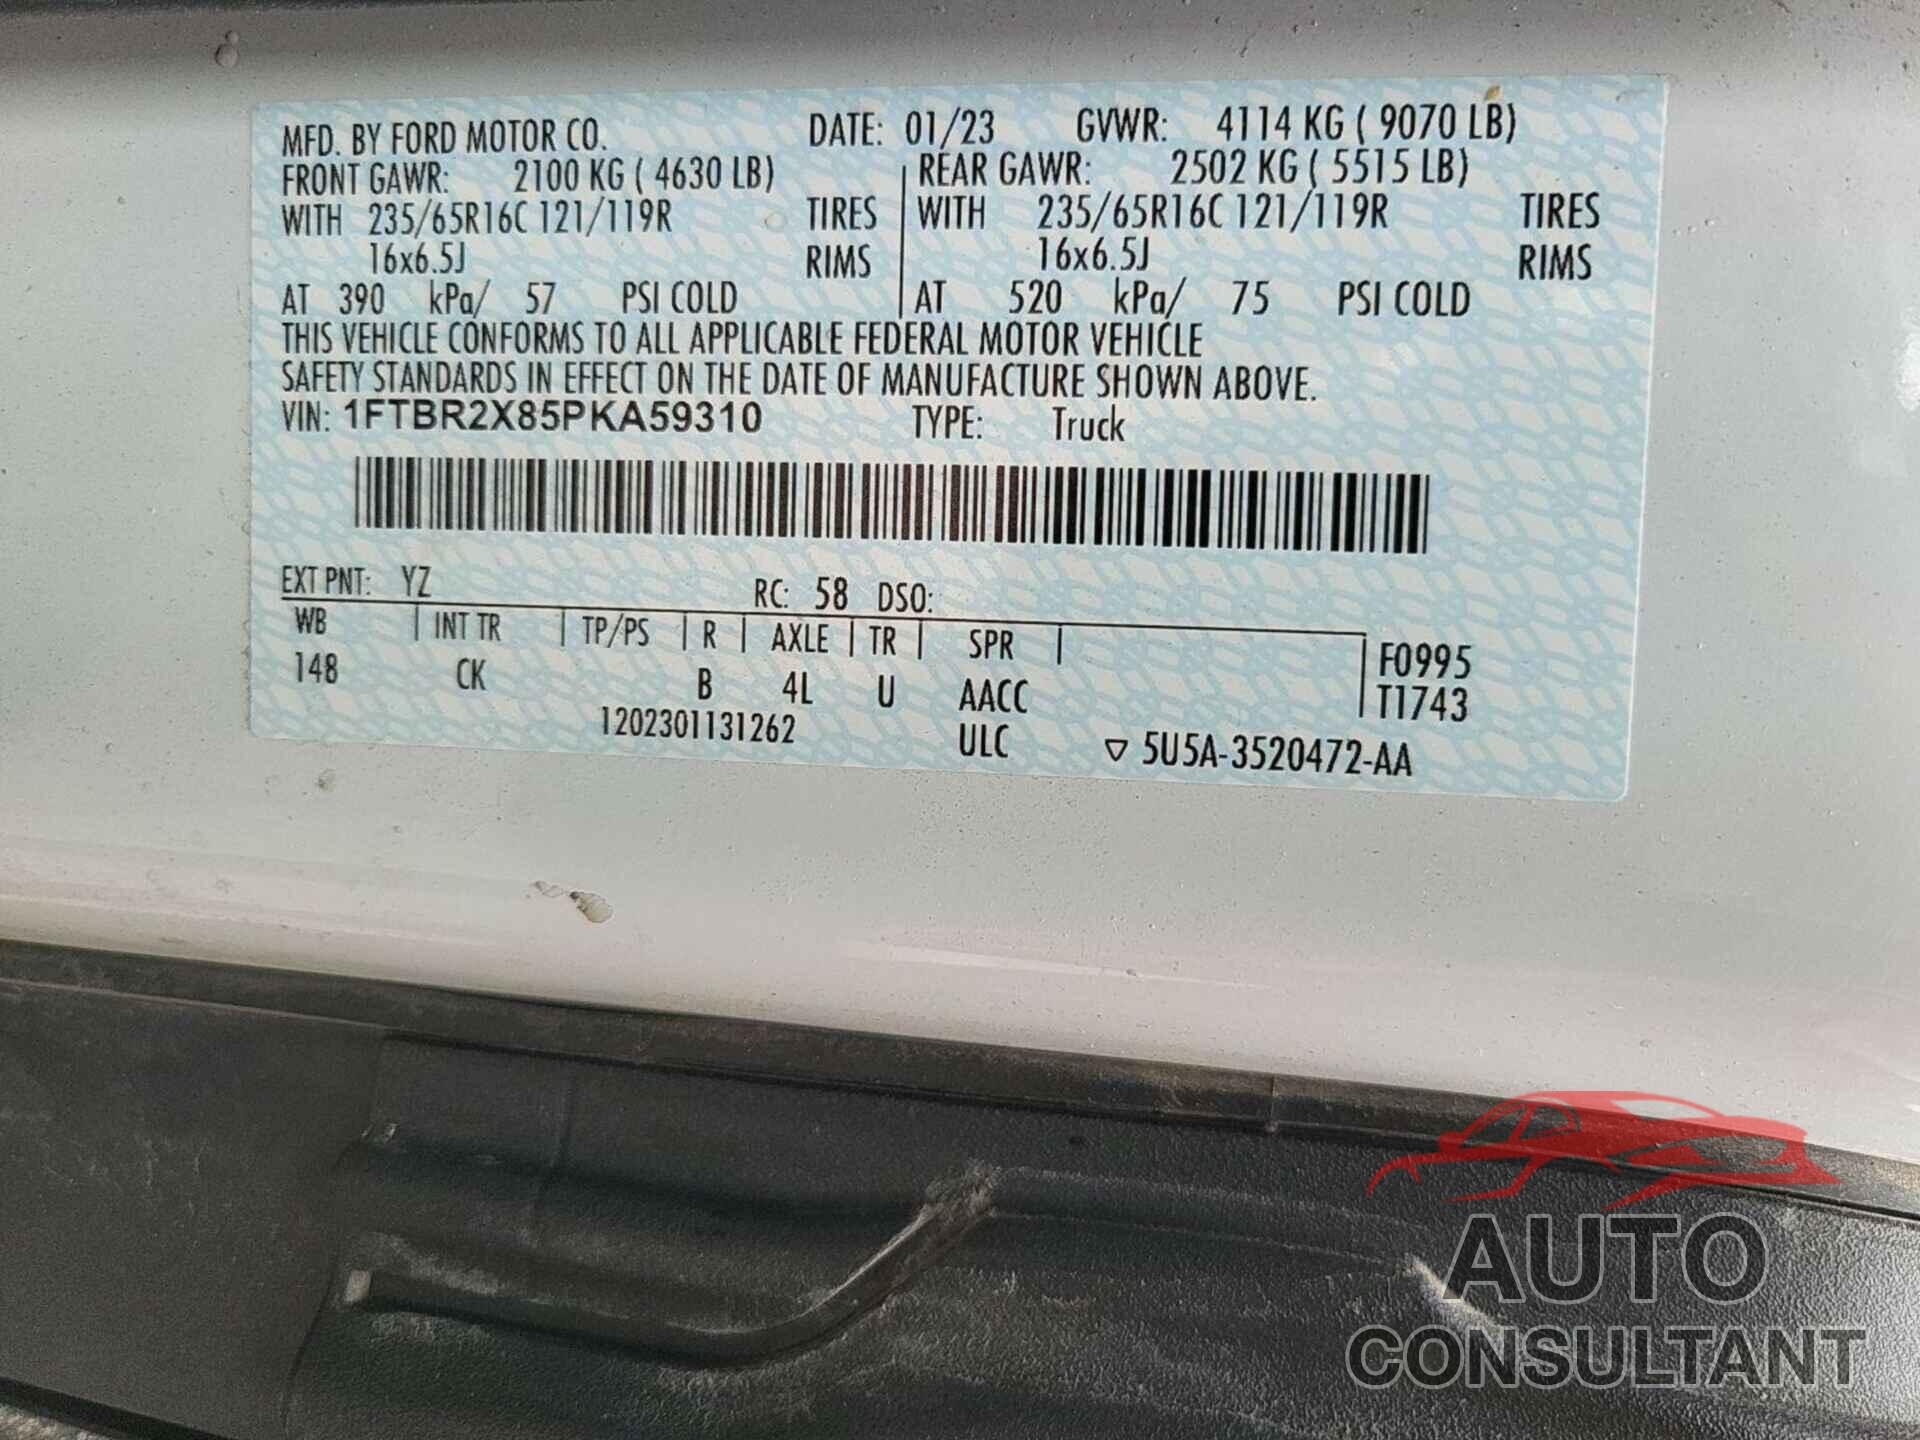 MFD. BY FORD MOTOR CO. DATE: 01/23 GVWR: 4114 KG ( 9070 LB)
FRONT GAWR: 2100 KG ( 4630 LB) REAR GAWR: 2502 KG ( 5515 LB)
WITH 235/65R16C 121/119R TIRES WITH 235/65R16C 121/119R TIRES
16x6.5J RIMS 16x6.5J RIMS
AT 390 kPa/ 57 PSI COLD AT 520 kPa/ 75 PSI COLD
THIS VEHICLE CONFORMS TO ALL APPLICABLE FEDERAL MOTOR VEHICLE
SAFETY STANDARDS IN EFFECT ON THE DATE OF MANUFACTURE SHOWN ABOVE.
VIN: 1FTBR2X85PKA59310 TYPE: Truck
EXT PNT: YZ RC: 58 DSO:
WB INT TR TP/PS R AXLE TR SPR F0995
148 CK B 4L U AACC T1743
1202301131262 ULC ▽ 5U5A-3520472-AA
AUTO
CONSULTANT